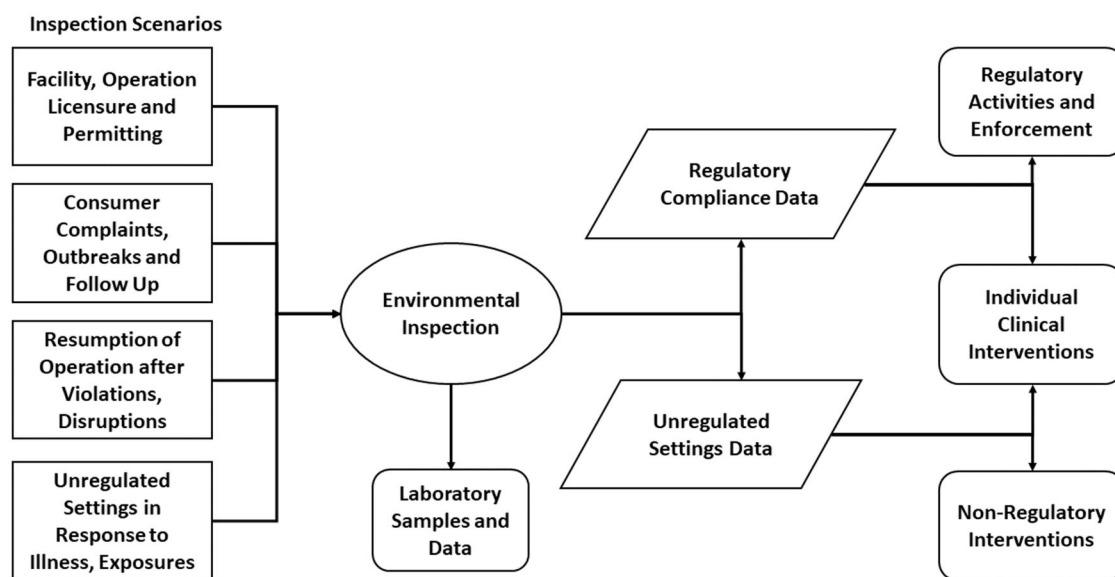 Inspection Scenarios
Facility, Operation
Licensure and
Permitting
Consumer
Complaints,
Outbreaks and
Follow Up
Resumption of
Operation after
Violations,
Disruptions
Unregulated
Settings in
Response to
Illness, Exposures
Environmental
Inspection
Laboratory
Samples and
Data
Regulatory
Compliance Data
Unregulated
Settings Data
Regulatory
Activities and
Enforcement
Individual
Clinical
Interventions
Non-Regulatory
Interventions